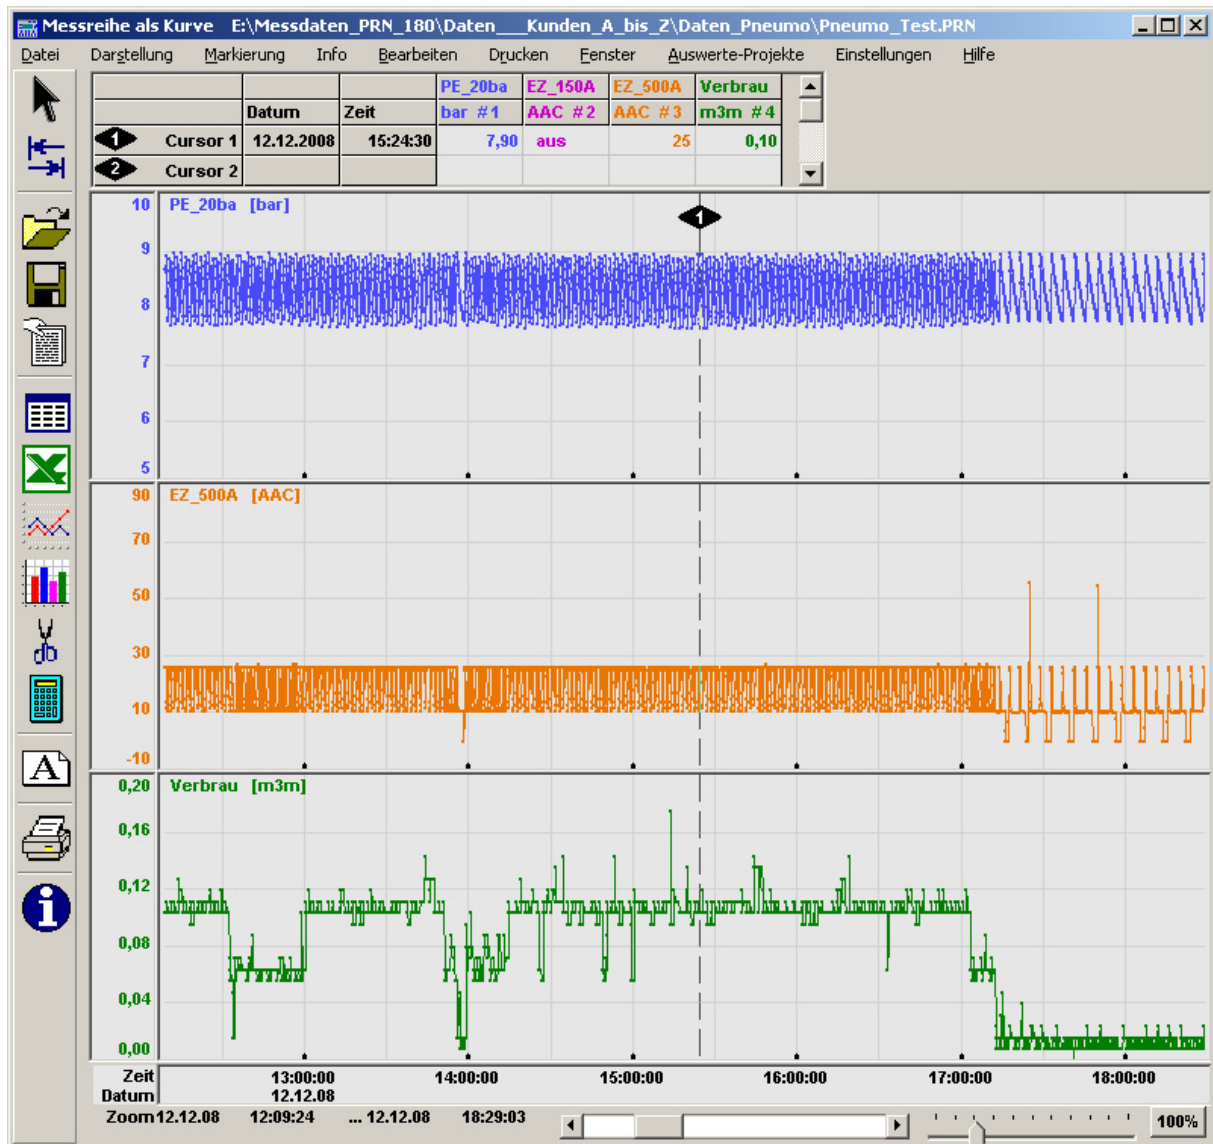 Messreihe als Kurve E:\Messdaten_PRN_180\Daten___Kunden_A_bis_Z\Daten_Pneumo\Pneumo_Test.PRN
Datei Darstellung Markierung Info Bearbeiten Drucken Fenster Auswerte-Projekte Einstellungen Hilfe
PE_20ba EZ_150A EZ_500A Verbrau
Datum Zeit bar #1 AAC #2 AAC #3 m3m #4
1 Cursor 1 12.12.2008 15:24:30 7,90 aus 25 0,10
2 Cursor 2
10 PE_20ba [bar]
1
9
8
7
6
5
90 EZ_500A [AAC]
70
50
30
10
-10
0,20 Verbrau [m3m]
0,16
0,12
0,08
0,04
0,00
Zeit 13:00:00 14:00:00 15:00:00 16:00:00 17:00:00 18:00:00
Datum 12.12.08
Zoom 12.12.08 12:09:24 ... 12.12.08 18:29:03 100%
A
i